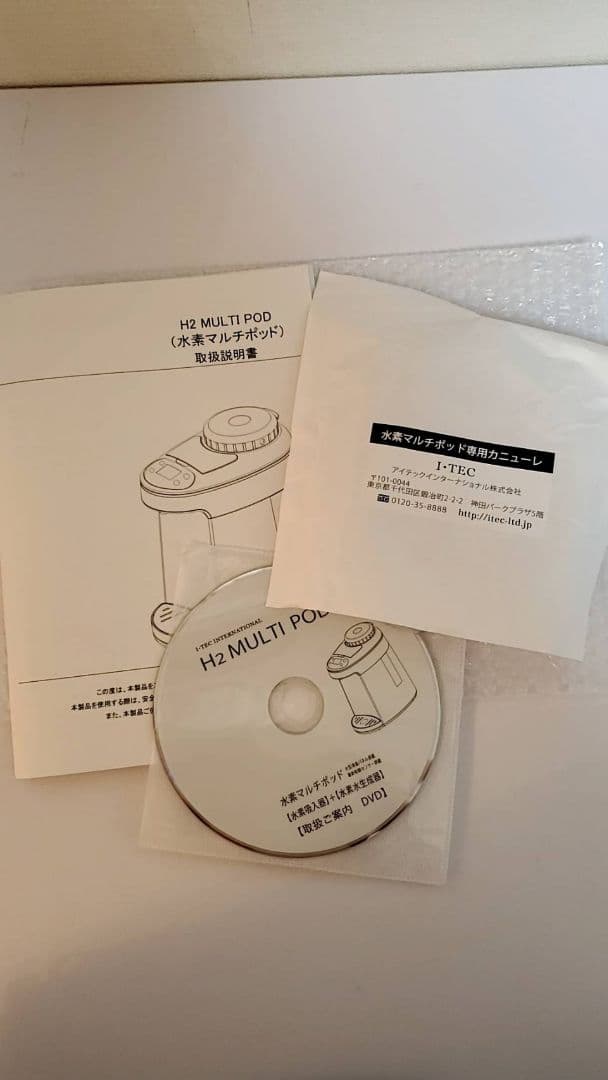 H2 MULTI POD
(水素マルチポッド)
取扱説明書
水素マルチポッド専用カニューレ
I・TEC
アイテックインターナショナル株式会社
〒101-0044
東京都千代田区鍛冶町2-2-2 神田パークプラザ5階
0120-35-8888 http://itec-ltd.jp
この度は、本製品を
本製品を使用する際は、安全
また、本製品ご
I-TEC INTERNATIONAL
H2 MULTI POD
水素マルチポッド
【水素吸入器】+【水素水生成器】
【取扱ご案内 DVD】